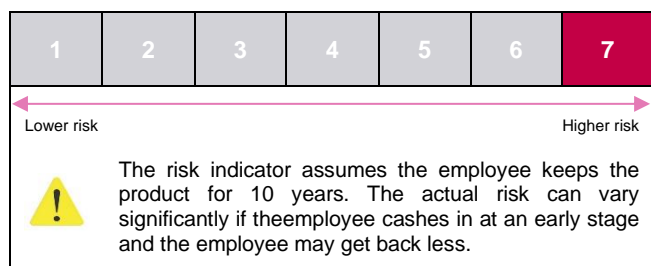 1 2 3 4 5 6 7
Lower risk Higher risk
The risk indicator assumes the employee keeps the
product for 10 years. The actual risk can vary
significantly if theemployee cashes in at an early stage
and the employee may get back less.